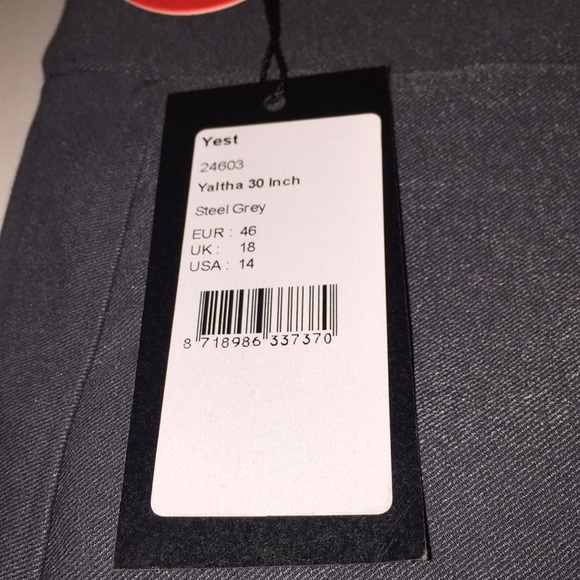 Yest
24603
Yaltha 30 Inch
Steel Grey
EUR : 46
UK : 18
USA : 14
8 718986 337370